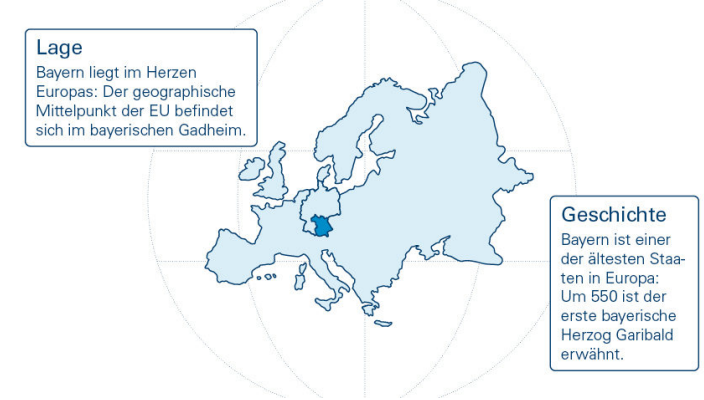 Lage
Bayern liegt im Herzen
Europas: Der geographische
Mittelpunkt der EU befindet
sich im bayerischen Gadheim.
Geschichte
Bayern ist einer
der ältesten Staa-
ten in Europa:
Um 550 ist der
erste bayerische
Herzog Garibald
erwähnt.